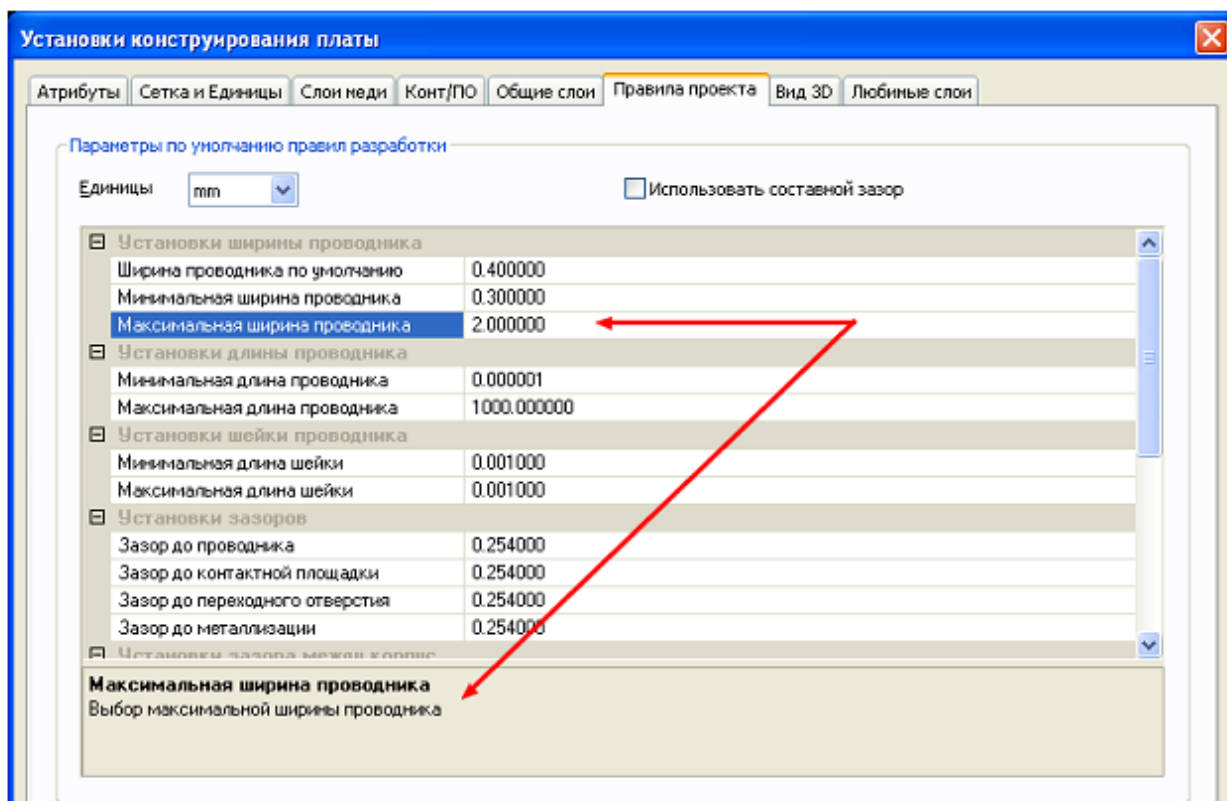 Установки конструирования платы
Атрибуты Сетка и Единицы Слои меди Конт/ПО Общие слои Правила проекта Вид 3D Любимые слои
Параметры по умолчанию правил разработки
Единицы mm Использовать составной зазор
Установки ширины проводника
Ширина проводника по умолчанию 0.400000
Минимальная ширина проводника 0.300000
Максимальная ширина проводника 2.000000
Установки длины проводника
Минимальная длина проводника 0.000001
Максимальная длина проводника 1000.000000
Установки шейки проводника
Минимальная длина шейки 0.001000
Максимальная длина шейки 0.001000
Установки зазоров
Зазор до проводника 0.254000
Зазор до контактной площадки 0.254000
Зазор до переходного отверстия 0.254000
Зазор до металлизации 0.254000
Установки зазора между корпус
Максимальная ширина проводника
Выбор максимальной ширины проводника